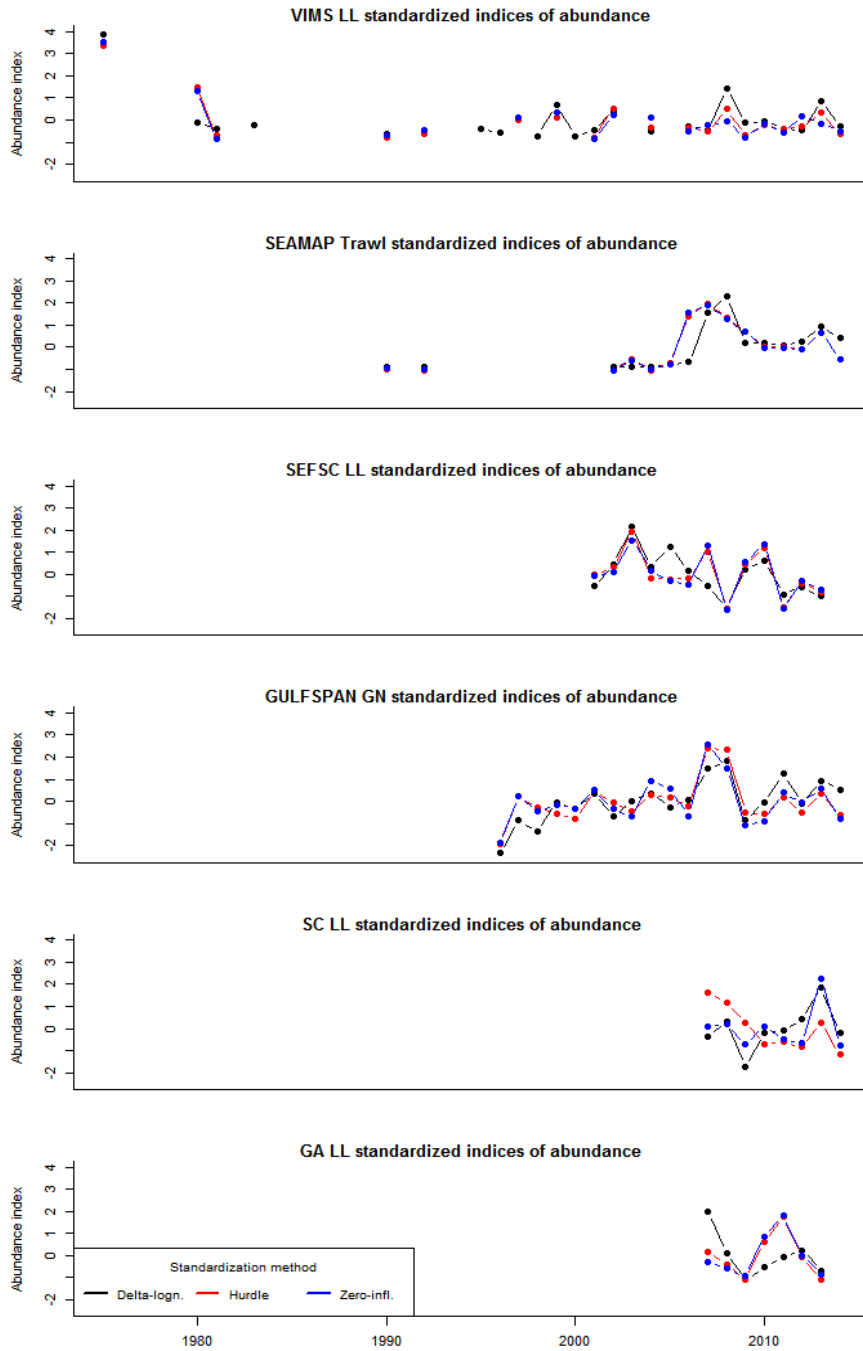 VIMS LL standardized indices of abundance
Abundance index
4
3
2
1
0
-2
SEAMAP Trawl standardized indices of abundance
Abundance index
4
3
2
1
0
-2
SEFSC LL standardized indices of abundance
Abundance index
4
3
2
1
0
-2
GULFSPAN GN standardized indices of abundance
Abundance index
4
3
2
1
0
-2
SC LL standardized indices of abundance
Abundance index
4
3
2
1
0
-2
GA LL standardized indices of abundance
Abundance index
4
3
2
1
0
-2
Standardization method
Delta-logn. Hurdle Zero-infl.
1980 1990 2000 2010